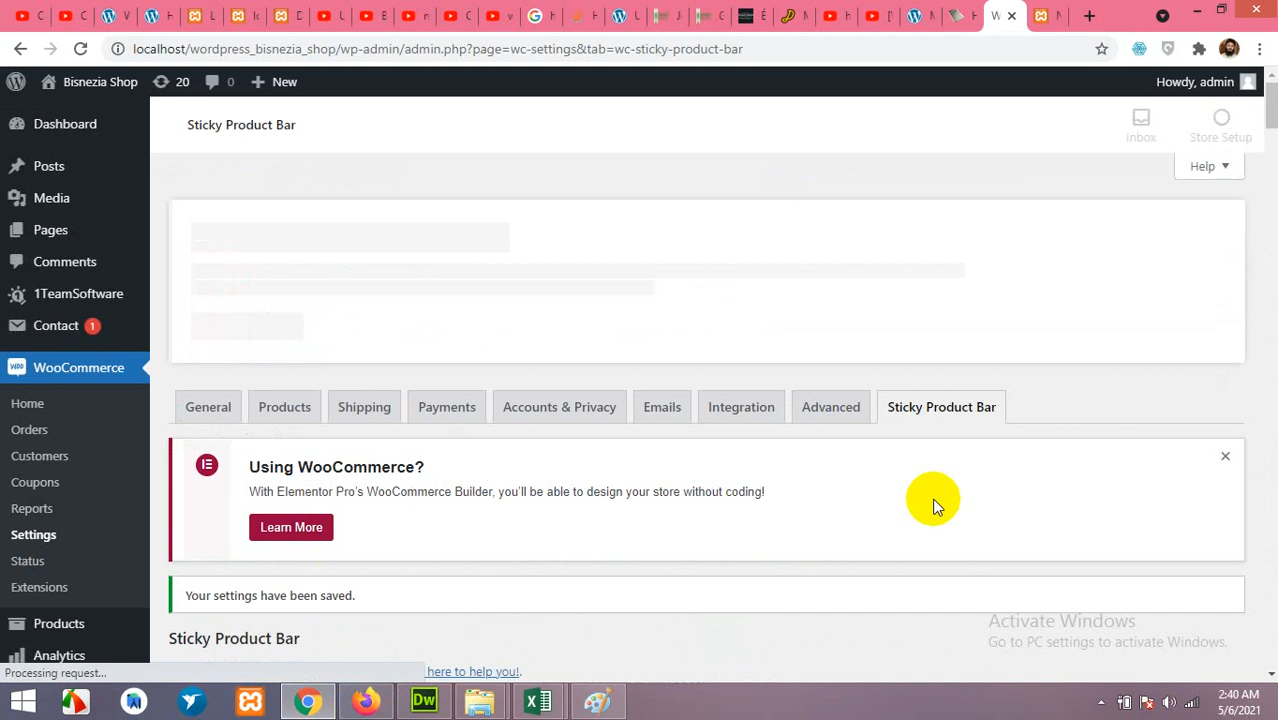 localhost/wordpress_bisnezia_shop/wp-admin/admin.php?page=wc-settings&tab=wc-sticky-product-bar
Bisnezia Shop 20 0 New Howdy, admin
Dashboard
Posts
Media
Pages
Comments
1TeamSoftware
Contact 1
WooCommerce
Home
Orders
Customers
Coupons
Reports
Settings
Status
Extensions
Products
Analytics
Sticky Product Bar
Inbox
Store Setup
Help
General Products Shipping Payments Accounts & Privacy Emails Integration Advanced Sticky Product Bar
Using WooCommerce?
With Elementor Pro's WooCommerce Builder, you'll be able to design your store without coding!
Learn More
Your settings have been saved.
Sticky Product Bar
here to help you!.
Processing request...
Activate Windows
Go to PC settings to activate Windows.
Dw
2:40 AM
5/6/2021